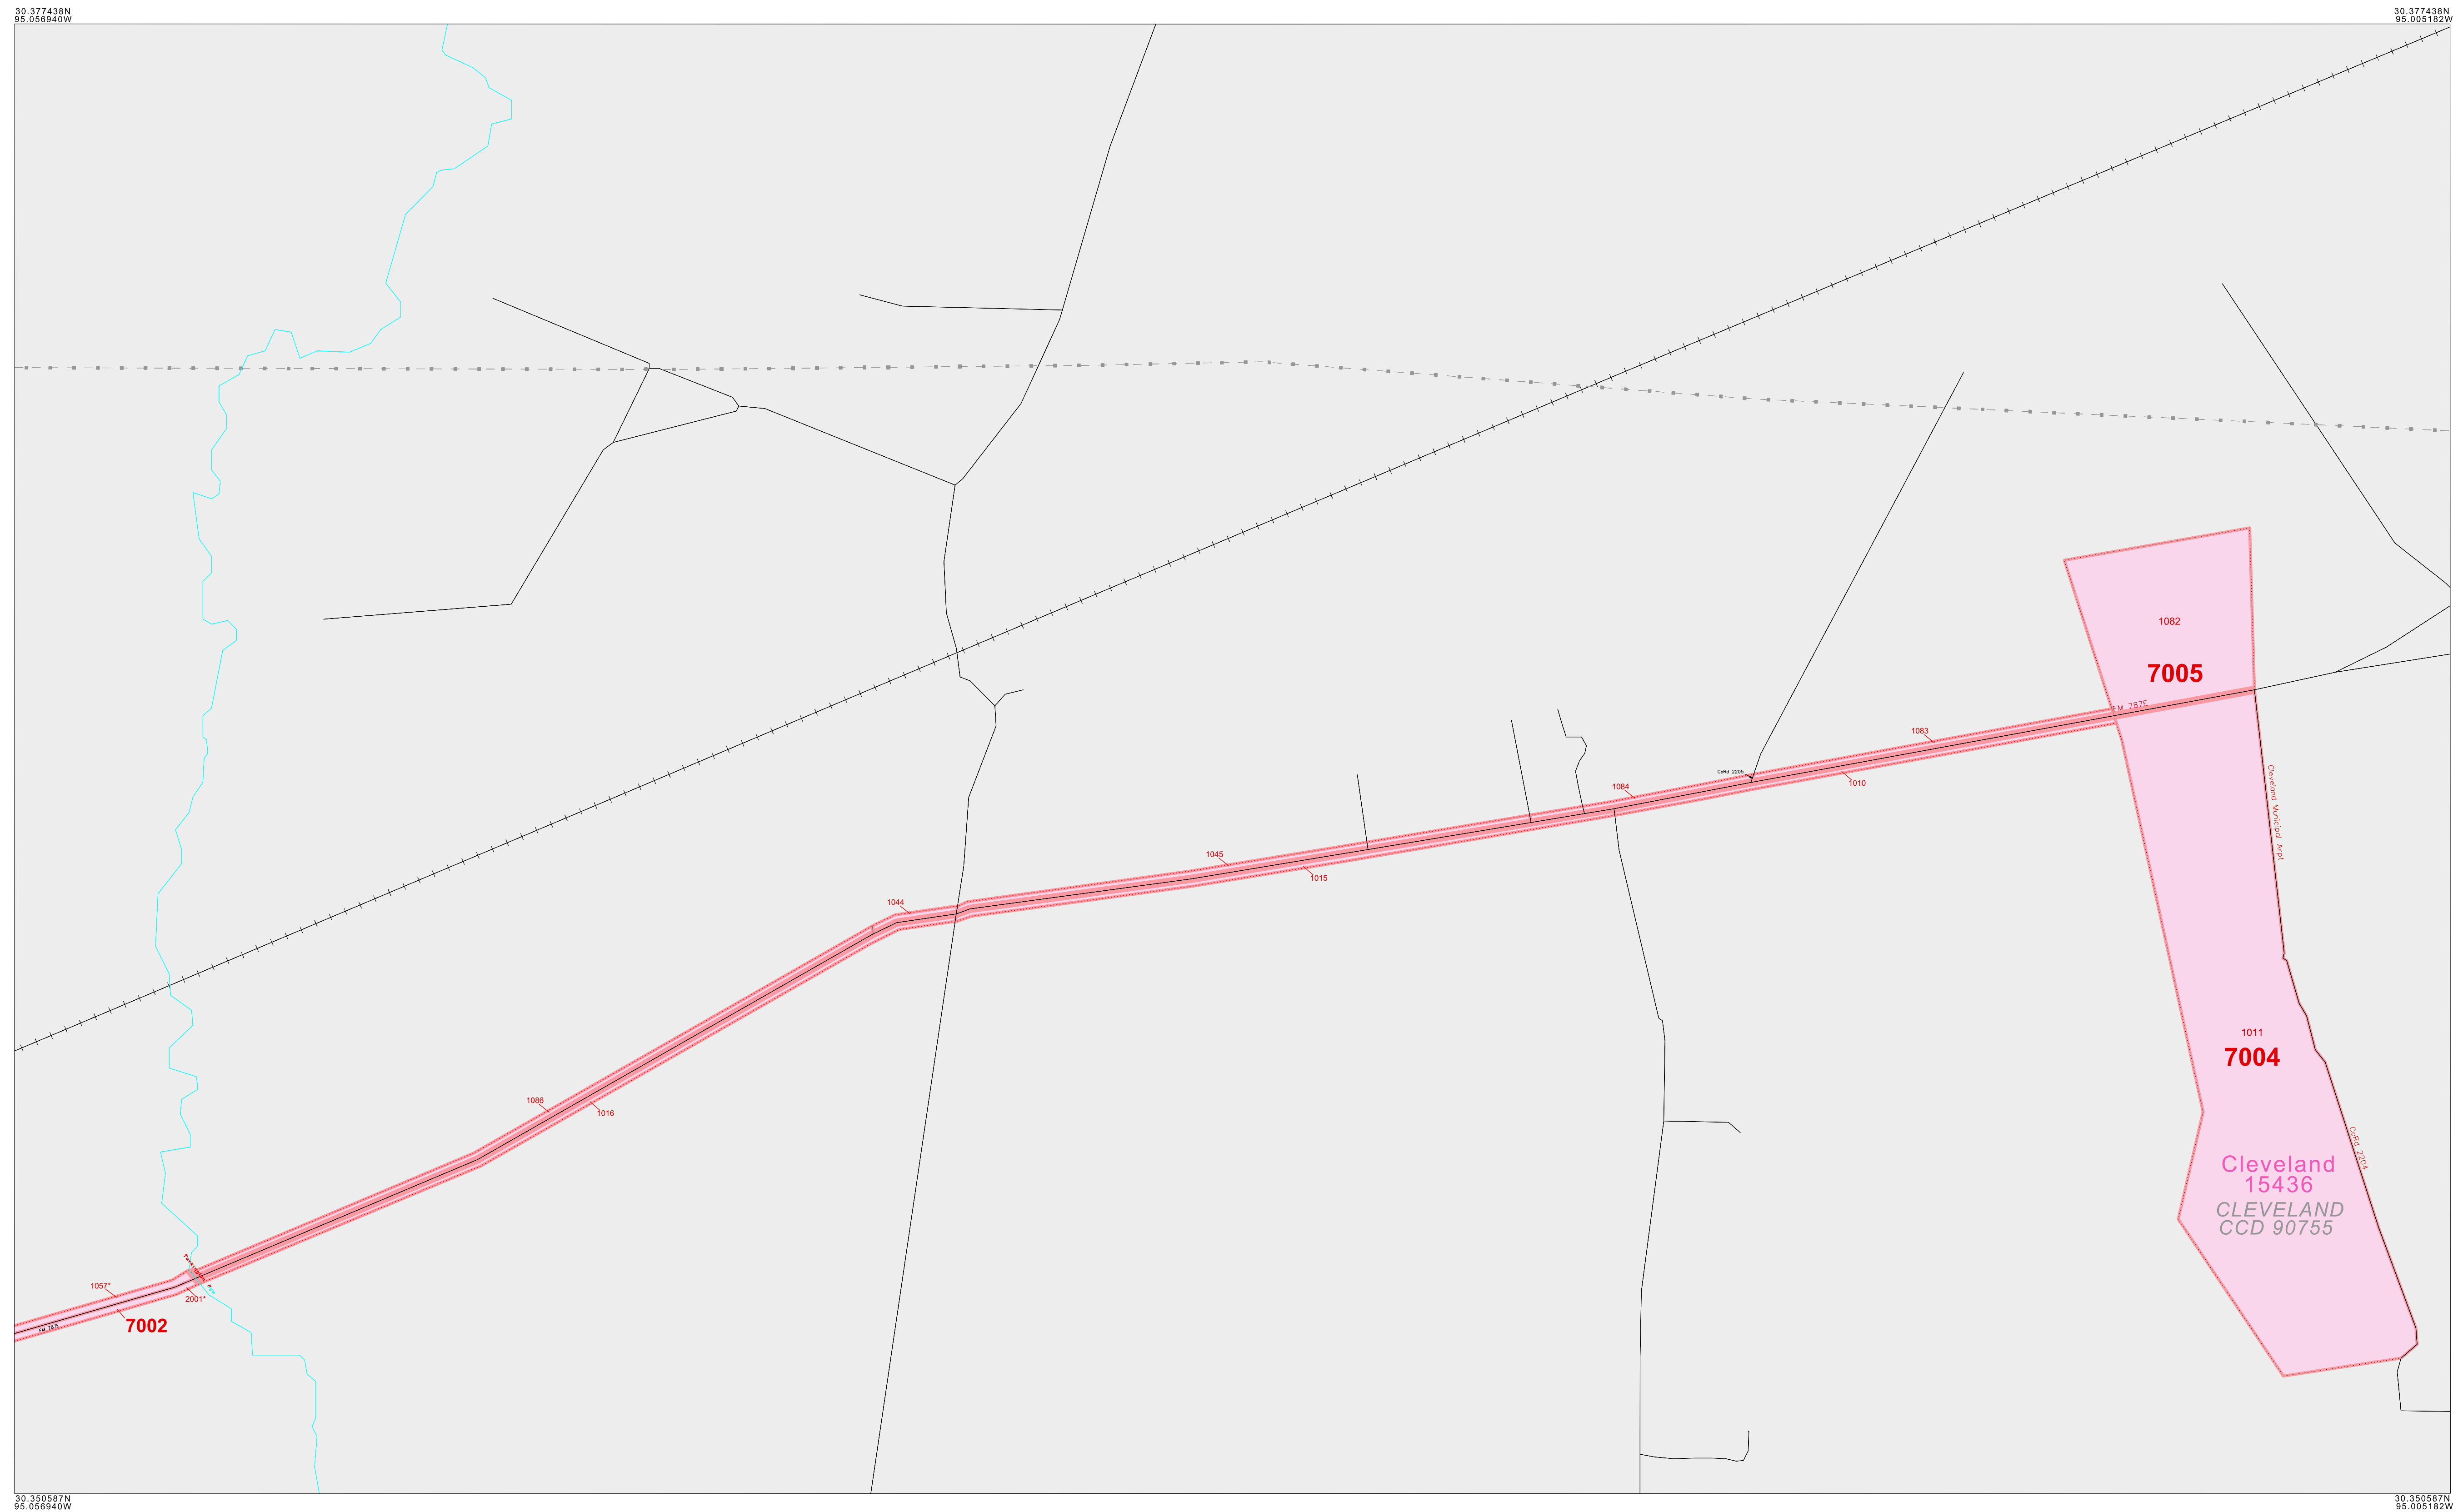 30.377438N
95.056940W
30.377438N
95.005182W
1082
7005
FM 787E
1083
CoRd 2205
1010
1084
Cleveland Municipal Arpt
1045
1015
1044
1011
7004
1086
1016
CoRd 2204
Cleveland
15436
CLEVELAND
CCD 90755
1057*
2001*
7002
FM 787E
30.350587N
95.056940W
30.350587N
95.005182W